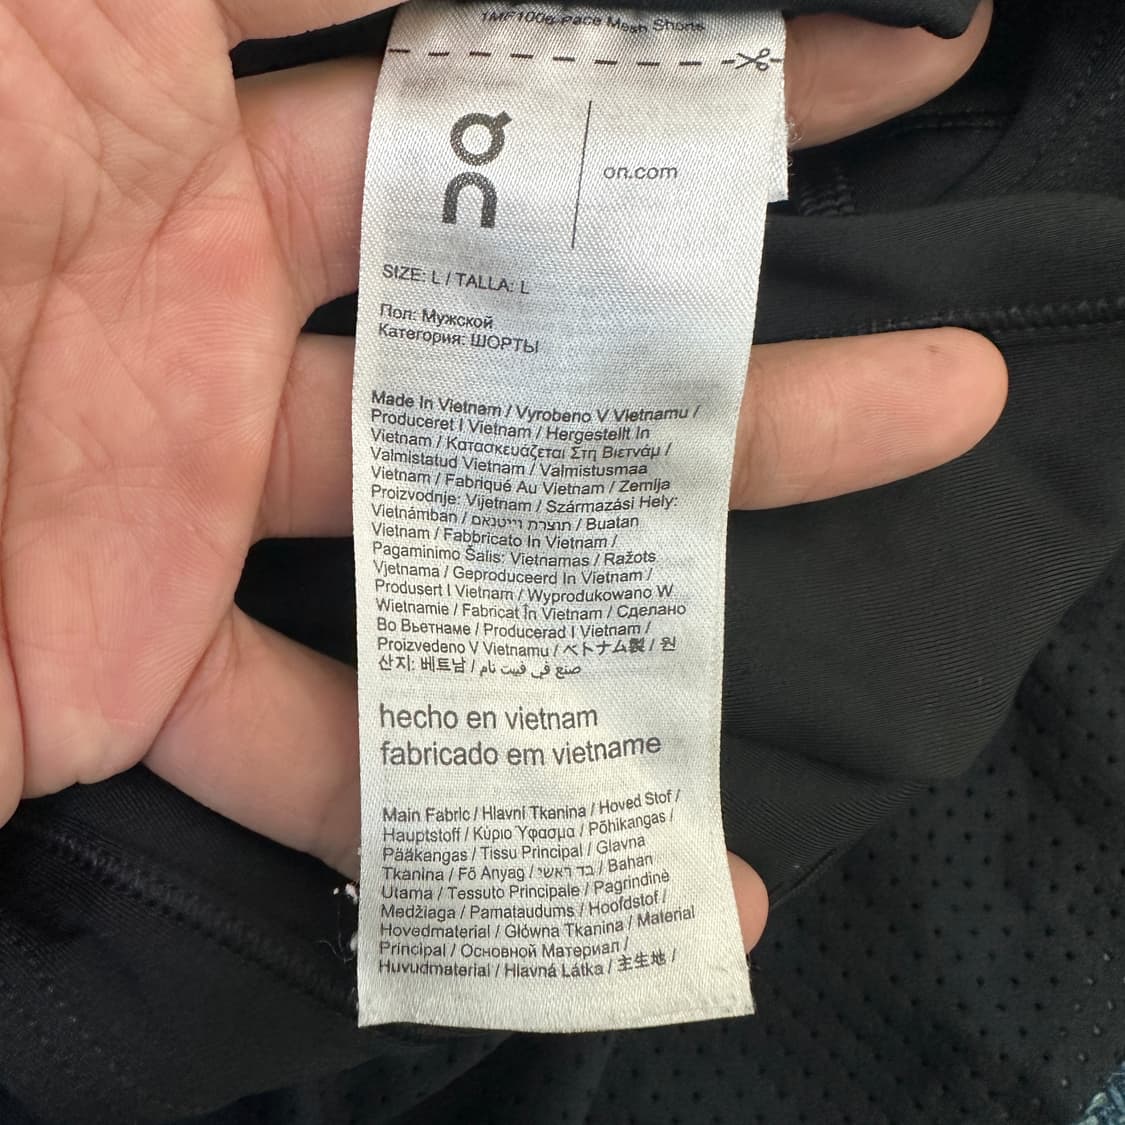 Pace Mesh Shorts
on
on.com
SIZE: L / TALLA: L
Пол: Мужской
Категория: ШОРТЫ
Made In Vietnam / Vyrobeno V Vietnamu /
Produceret I Vietnam / Hergestellt In
Vietnam / Κατασκευάζεται Στη Βιετνάμ /
Valmistatud Vietnam / Valmistusmaa
Vietnam / Fabriqué Au Vietnam / Zemlja
Proizvodnje: Vijetnam / Származási Hely:
Vietnámban / תוצרת וייטנאם / Buatan
Vietnam / Fabbricato In Vietnam /
Pagaminimo Šalis: Vietnamas / Ražots
Vjetnama / Geproduceerd In Vietnam /
Produsert I Vietnam / Wyprodukowano W
Wietnamie / Fabricat În Vietnam / Сделано
Во Вьетнаме / Producerad I Vietnam /
Proizvedeno V Vietnamu / ベトナム製 / 원
산지: 베트남 / صنع في فييت نام
hecho en vietnam
fabricado em vietname
Main Fabric / Hlavní Tkanina / Hoved Stof /
Hauptstoff / Κύριο Ύφασμα / Põhikangas /
Pääkangas / Tissu Principal / Glavna
Tkanina / Fő Anyag / בד ראשי / Bahan
Utama / Tessuto Principale / Pagrindinė
Medžiaga / Pamataudums / Hoofdstof /
Hovedmaterial / Główna Tkanina / Material
Principal / Основной Материал /
Huvudmaterial / Hlavná Látka / 主生地 /